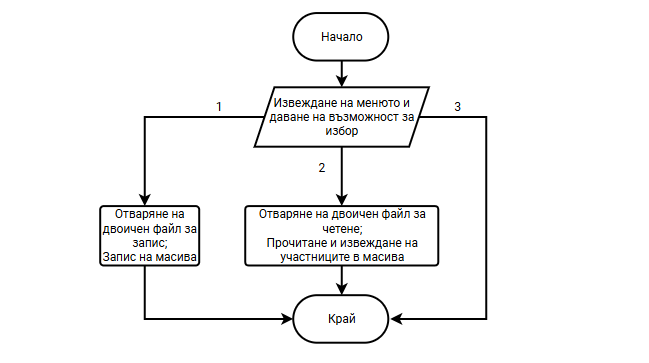 Начало
Извеждане на менюто и
даване на възможност за
избор
1
3
2
Отваряне на
двоичен файл за
запис;
Запис на масива
Отваряне на двоичен файл за
четене;
Прочитане и извеждане на
участниците в масива
Край